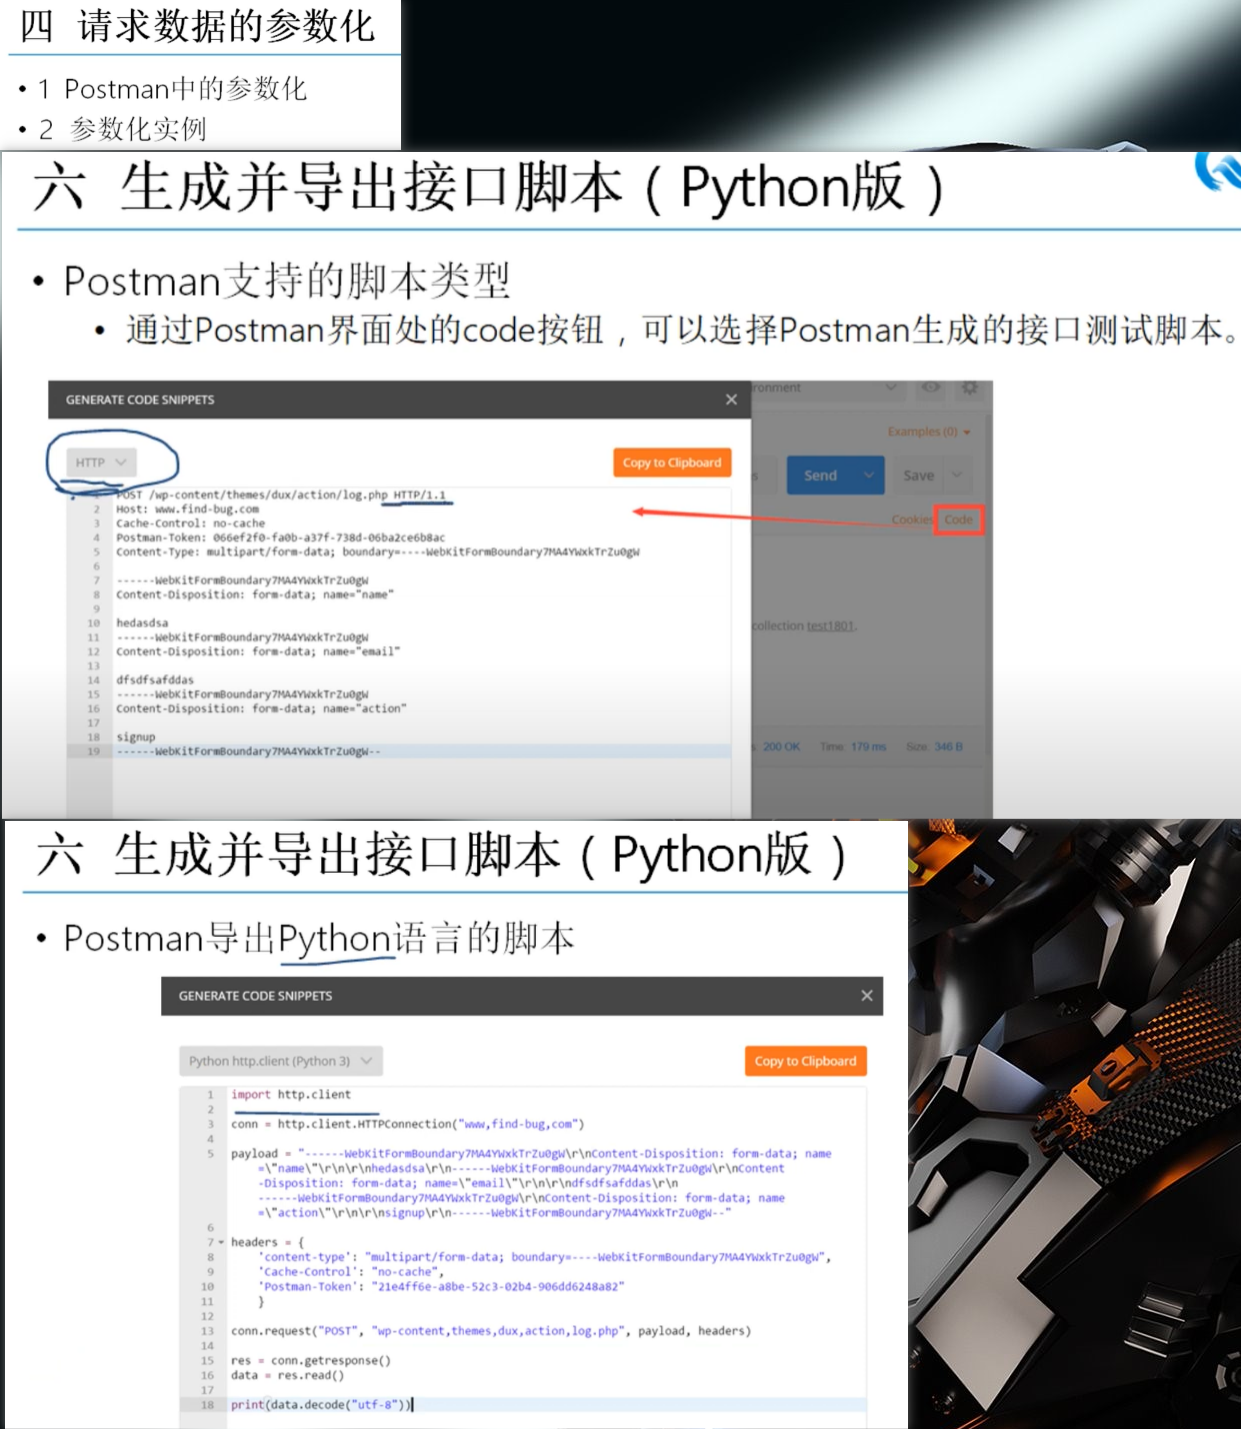 四 请求数据的参数化
• 1 Postman中的参数化
• 2 参数化实例
六 生成并导出接口脚本（Python版）
• Postman支持的脚本类型
• 通过Postman界面处的code按钮，可以选择Postman生成的接口测试脚本。
GENERATE CODE SNIPPETS
ronment
Examples (0)
HTTP
Copy to Clipboard
Send
Save
Cookies Code
1 POST /wp-content/themes/dux/action/log.php HTTP/1.1
2 Host: www.find-bug.com
3 Cache-Control: no-cache
4 Postman-Token: 066ef2f0-fa0b-a37f-738d-06ba2ce6b8ac
5 Content-Type: multipart/form-data; boundary=----WebKitFormBoundary7MA4YWxkTrZu0gW
6
7 ------WebKitFormBoundary7MA4YWxkTrZu0gW
8 Content-Disposition: form-data; name="name"
9
10 hedasdsa
11 ------WebKitFormBoundary7MA4YWxkTrZu0gW
12 Content-Disposition: form-data; name="email"
13
14 dfsdfsafddas
15 ------WebKitFormBoundary7MA4YWxkTrZu0gW
16 Content-Disposition: form-data; name="action"
17
18 signup
19 ------WebKitFormBoundary7MA4YWxkTrZu0gW--
collection test1801.
200 OK Time 179 ms Size 346 B
六 生成并导出接口脚本（Python版）
• Postman导出Python语言的脚本
GENERATE CODE SNIPPETS
Python http.client (Python 3)
Copy to Clipboard
1 import http.client
2
3 conn = http.client.HTTPConnection("www,find-bug,com")
4
5 payload = "------WebKitFormBoundary7MA4YWxkTrZu0gW\r\nContent-Disposition: form-data; name
=\"name\"\r\n\r\nhedasdsa\r\n------WebKitFormBoundary7MA4YWxkTrZu0gW\r\nContent
-Disposition: form-data; name=\"email\"\r\n\r\ndfsdfsafddas\r\n
------WebKitFormBoundary7MA4YWxkTrZu0gW\r\nContent-Disposition: form-data; name
=\"action\"\r\n\r\nsignup\r\n------WebKitFormBoundary7MA4YWxkTrZu0gW--"
6
7 headers = {
8 'content-type': "multipart/form-data; boundary=----WebKitFormBoundary7MA4YWxkTrZu0gW",
9 'Cache-Control': "no-cache",
10 'Postman-Token': "21e4ff6e-a8be-52c3-02b4-906dd6248a82"
11 }
12
13 conn.request("POST", "wp-content,themes,dux,action,log.php", payload, headers)
14
15 res = conn.getresponse()
16 data = res.read()
17
18 print(data.decode("utf-8"))